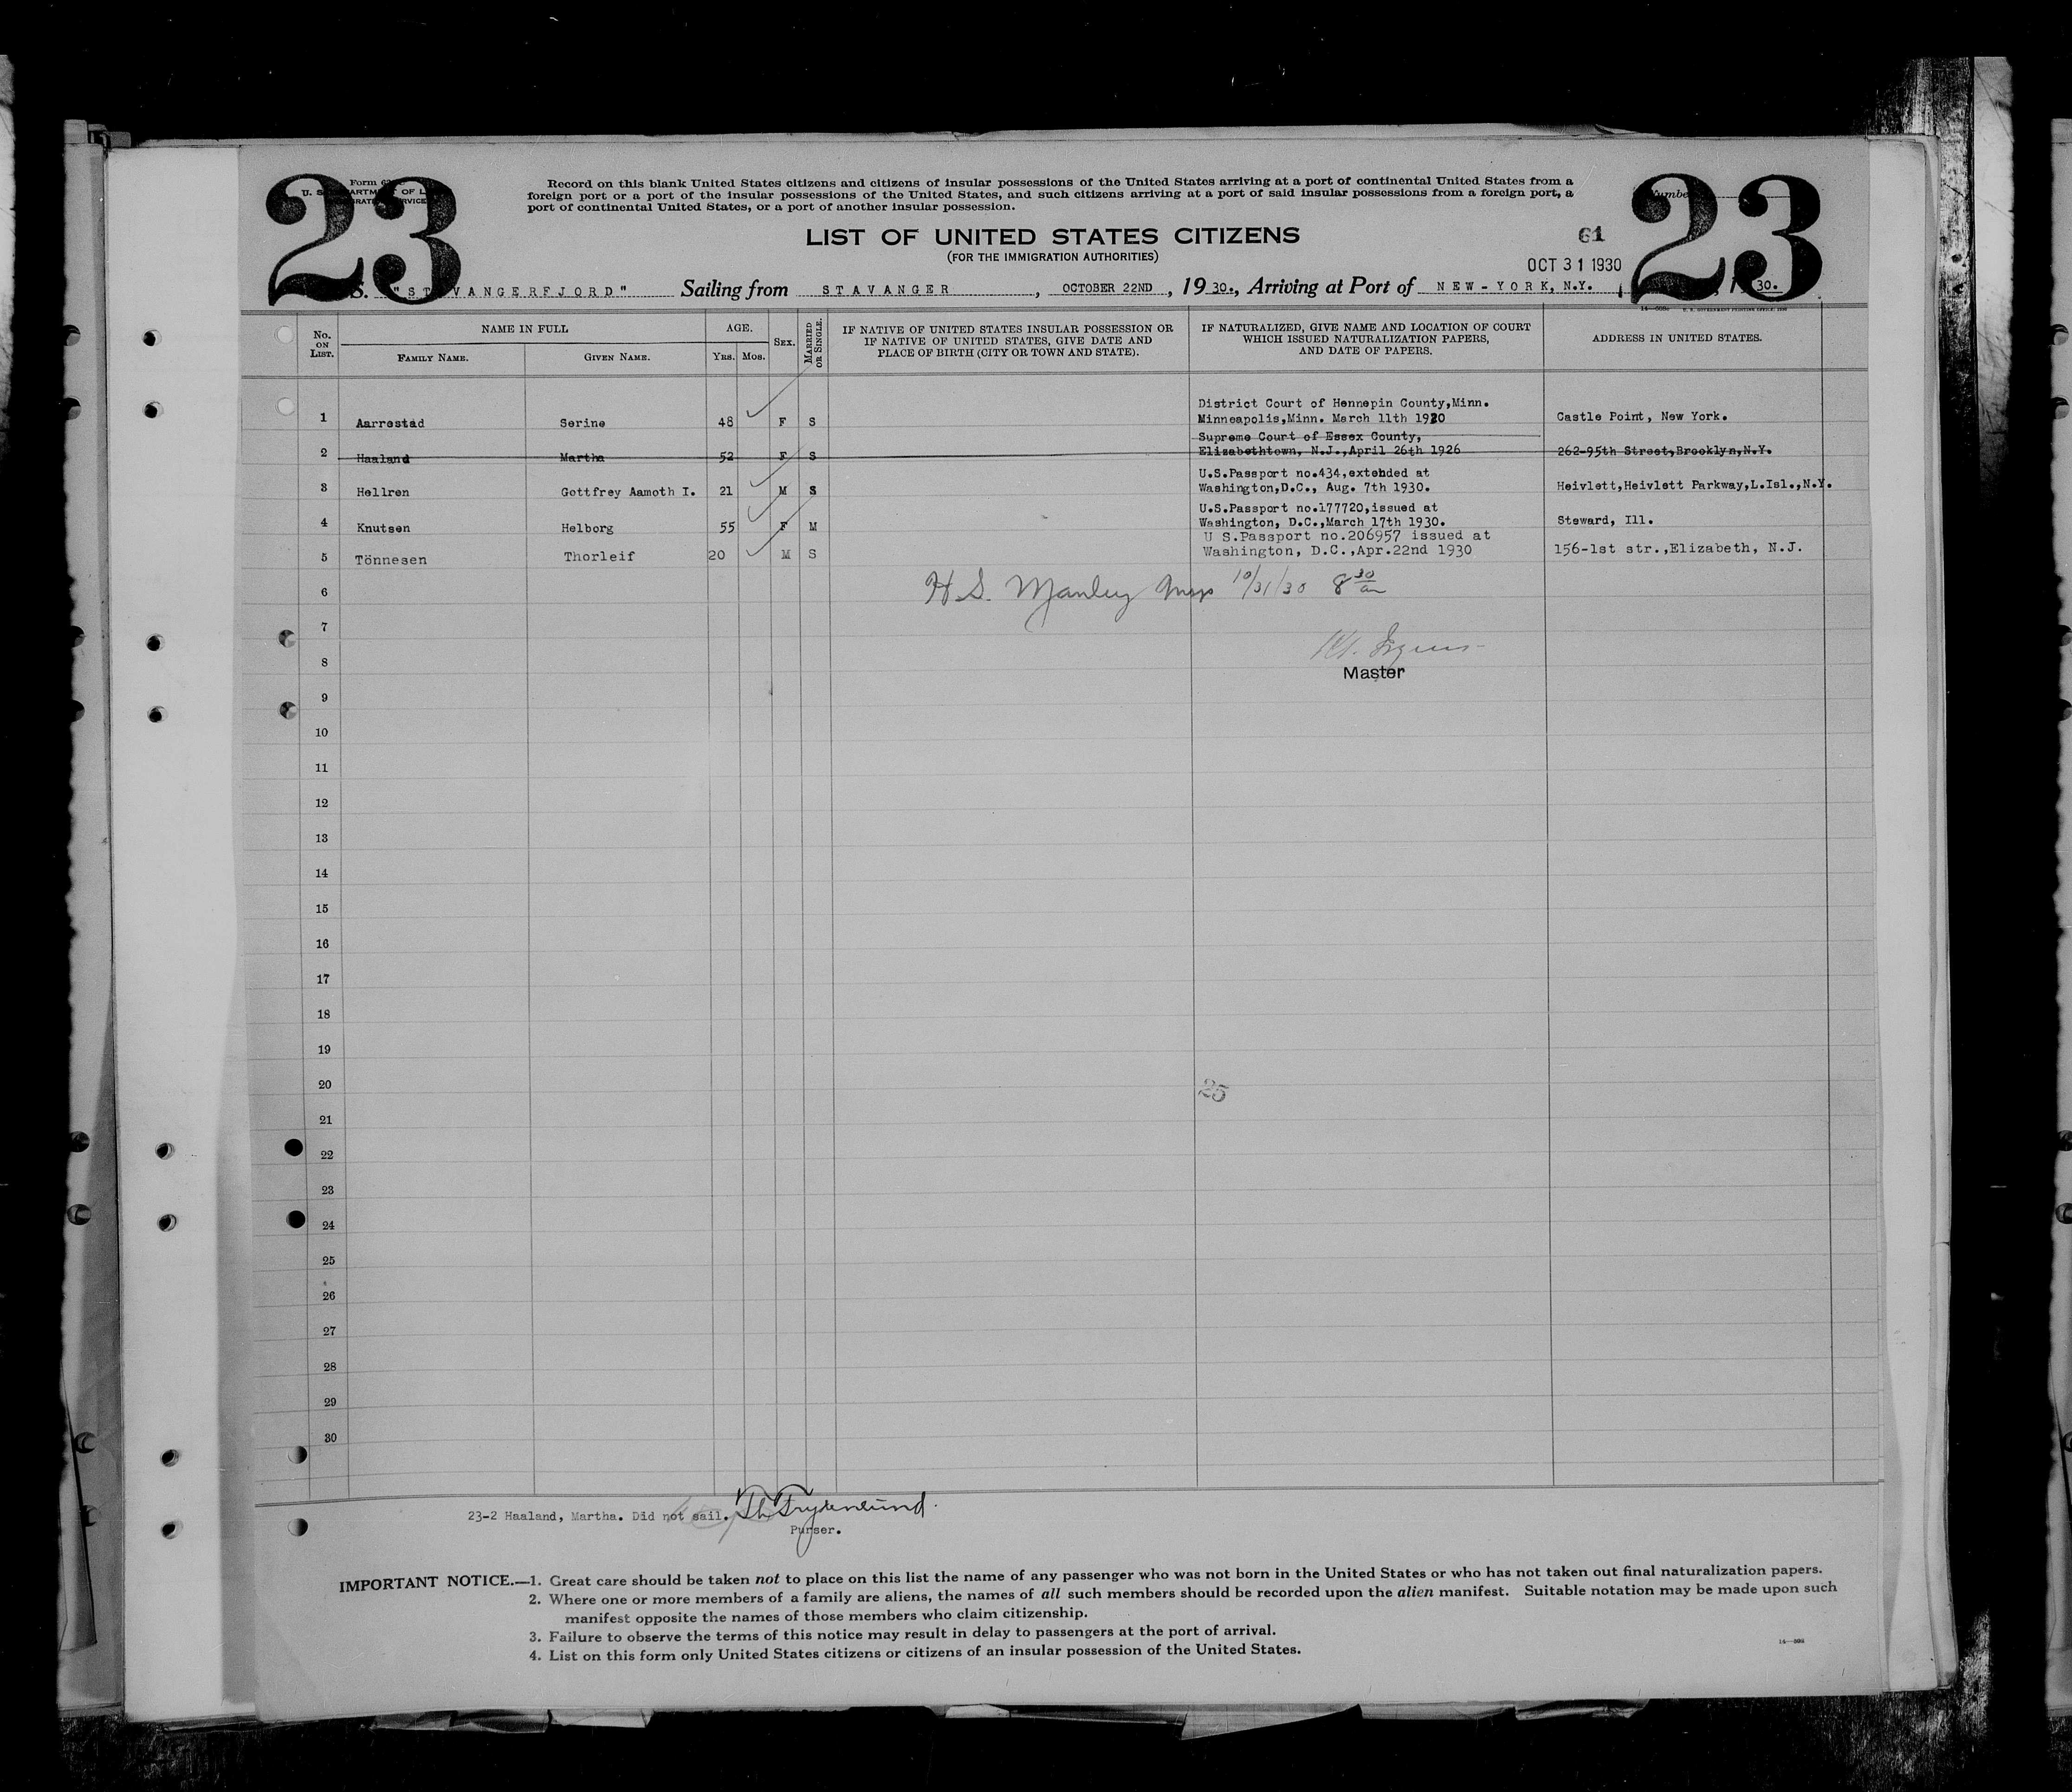 23
Form 6
U. S. DEPARTMENT OF L
Record on this blank United States citizens and citizens of insular possessions of the United States arriving at a port of continental United States from a
foreign port or a port of the insular possessions of the United States, and such citizens arriving at a port of said insular possessions from a foreign port, a
port of continental United States, or a port of another insular possession.
Number
23
LIST OF UNITED STATES CITIZENS
(FOR THE IMMIGRATION AUTHORITIES)
61
OCT 31 1930
S. "STAVANGERFJORD" Sailing from STAVANGER, OCTOBER 22ND, 1930., Arriving at Port of NEW-YORK, N.Y. , 1930.
No. ON LIST. NAME IN FULL FAMILY NAME. GIVEN NAME. AGE. YRS. MOS. SEX. MARRIED OR SINGLE. IF NATIVE OF UNITED STATES INSULAR POSSESSION OR IF NATIVE OF UNITED STATES, GIVE DATE AND PLACE OF BIRTH (CITY OR TOWN AND STATE). IF NATURALIZED, GIVE NAME AND LOCATION OF COURT WHICH ISSUED NATURALIZATION PAPERS, AND DATE OF PAPERS. ADDRESS IN UNITED STATES.
District Court of Hennepin County,Minn.
1 Aarrestad Serine 48 F S Minneapolis,Minn. March 11th 1920 Castle Point, New York.
Supreme Court of Essex County,
2 Haaland Martha 52 F S Elizabethtown, N.J.,April 26th 1926 262-95th Street,Brooklyn,N.Y.
U.S.Passport no.434,extehded at
3 Hellren Gottfrey Aamoth I. 21 M S Washington,D.C., Aug. 7th 1930. Heivlett,Heivlett Parkway,L.Isl.,N.Y.
U.S.Passport no.177720,issued at
4 Knutsen Helborg 55 F M Washington, D.C.,March 17th 1930. Steward, Ill.
U S.Passport no.206957 issued at
5 Tönnesen Thorleif 20 M S Washington, D.C.,Apr.22nd 1930 156-1st str.,Elizabeth, N.J.
6 H.S. Manley 10/31/30 8 30 am
7
8
Master
9
10
11
12
13
14
15
16
17
18
19
20
25
21
22
23
24
25
26
27
28
29
30
23-2 Haaland, Martha. Did not sail. Th Frydenlund.
Purser.
IMPORTANT NOTICE.—1. Great care should be taken not to place on this list the name of any passenger who was not born in the United States or who has not taken out final naturalization papers.
2. Where one or more members of a family are aliens, the names of all such members should be recorded upon the alien manifest. Suitable notation may be made upon such
manifest opposite the names of those members who claim citizenship.
3. Failure to observe the terms of this notice may result in delay to passengers at the port of arrival.
4. List on this form only United States citizens or citizens of an insular possession of the United States.